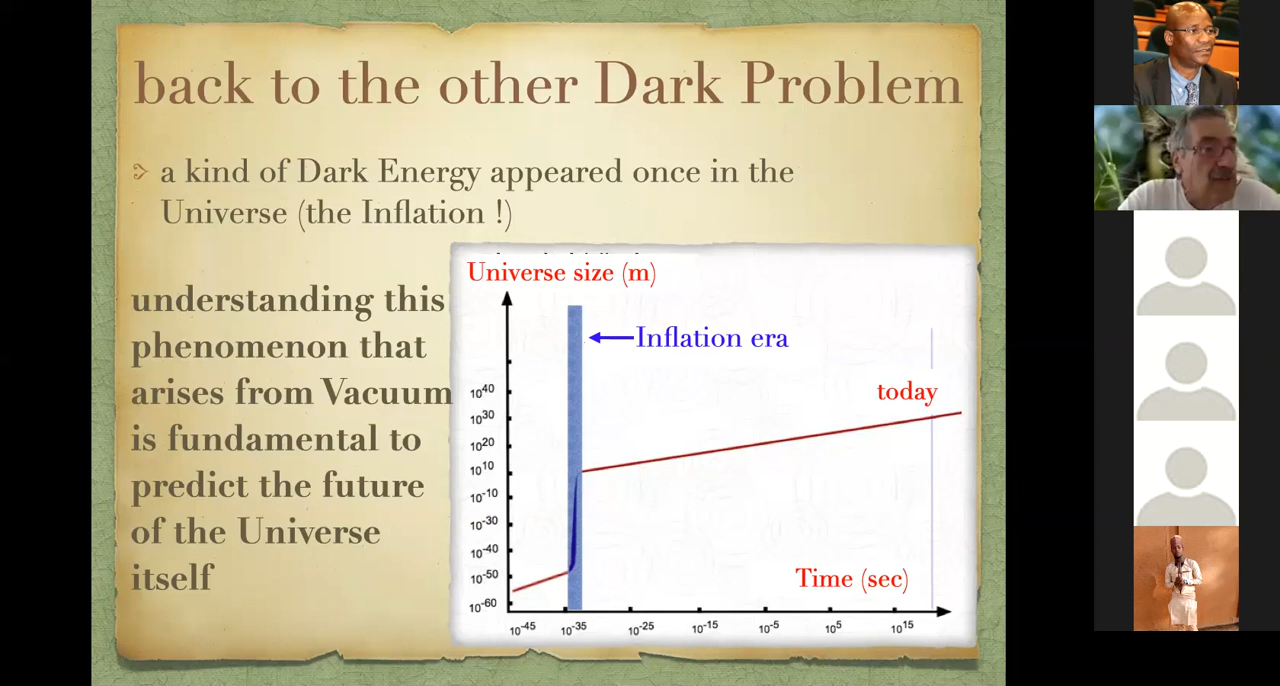 back to the other Dark Problem
a kind of Dark Energy appeared once in the
Universe (the Inflation !)
understanding this
phenomenon that
arises from Vacuum
is fundamental to
predict the future
of the Universe
itself
Universe size (m)
Inflation era
today
10^40
10^30
10^20
10^10
10^-10
10^-30
10^-40
10^-50
10^-60
Time (sec)
10^-45 10^-35 10^-25 10^-15 10^-5 10^5 10^15